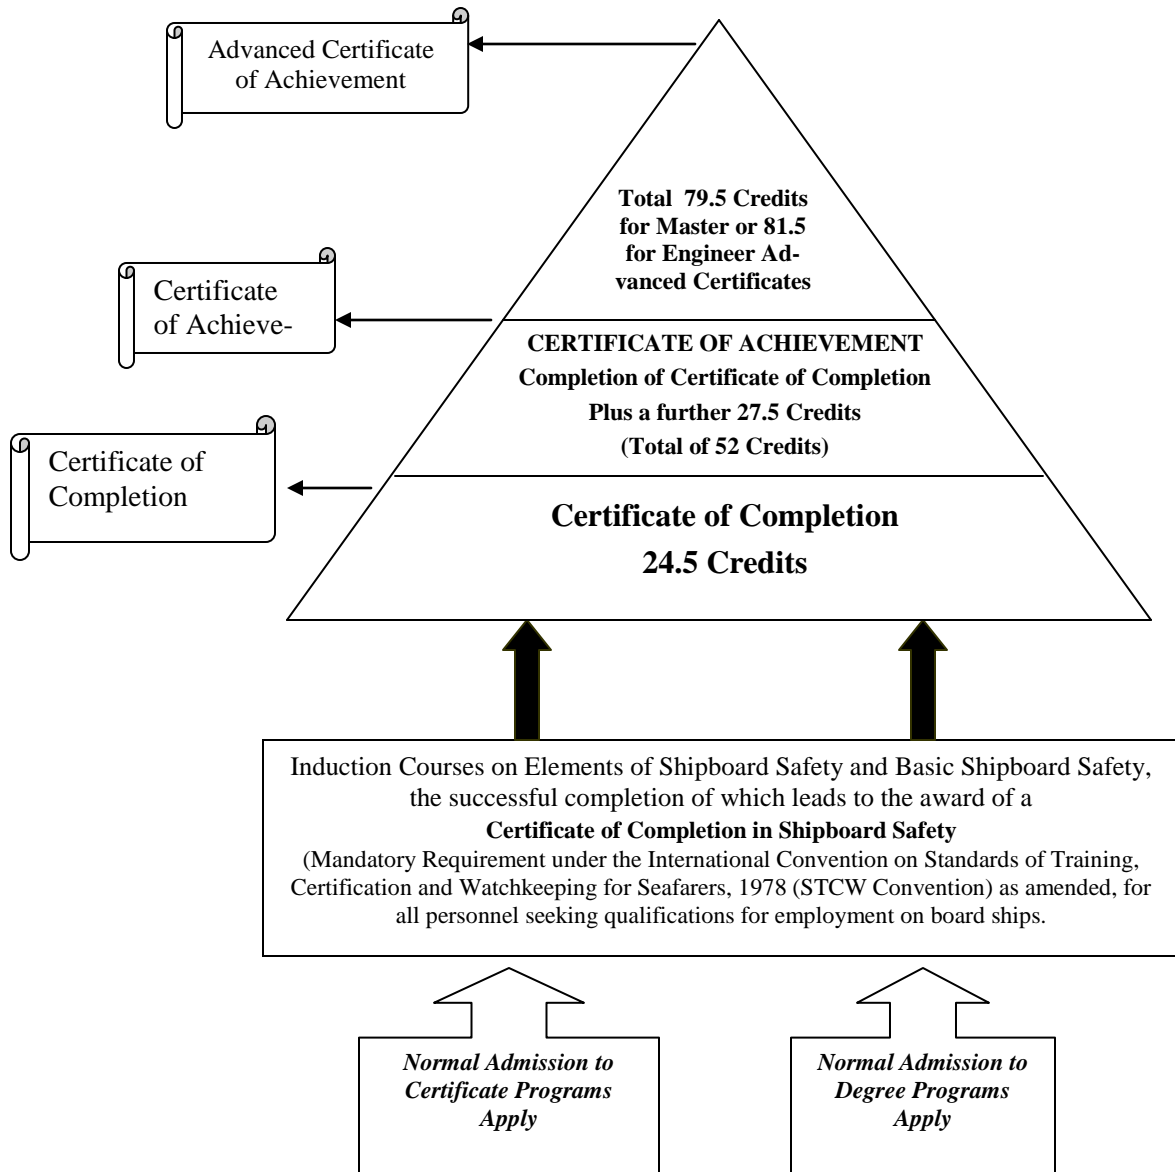 Advanced Certificate
of Achievement
Total 79.5 Credits
for Master or 81.5
for Engineer Ad-
vanced Certificates
Certificate
of Achieve-
CERTIFICATE OF ACHIEVEMENT
Completion of Certificate of Completion
Plus a further 27.5 Credits
(Total of 52 Credits)
Certificate of
Completion
Certificate of Completion
24.5 Credits
Induction Courses on Elements of Shipboard Safety and Basic Shipboard Safety,
the successful completion of which leads to the award of a
Certificate of Completion in Shipboard Safety
(Mandatory Requirement under the International Convention on Standards of Training,
Certification and Watchkeeping for Seafarers, 1978 (STCW Convention) as amended, for
all personnel seeking qualifications for employment on board ships.
Normal Admission to
Certificate Programs
Apply
Normal Admission to
Degree Programs
Apply